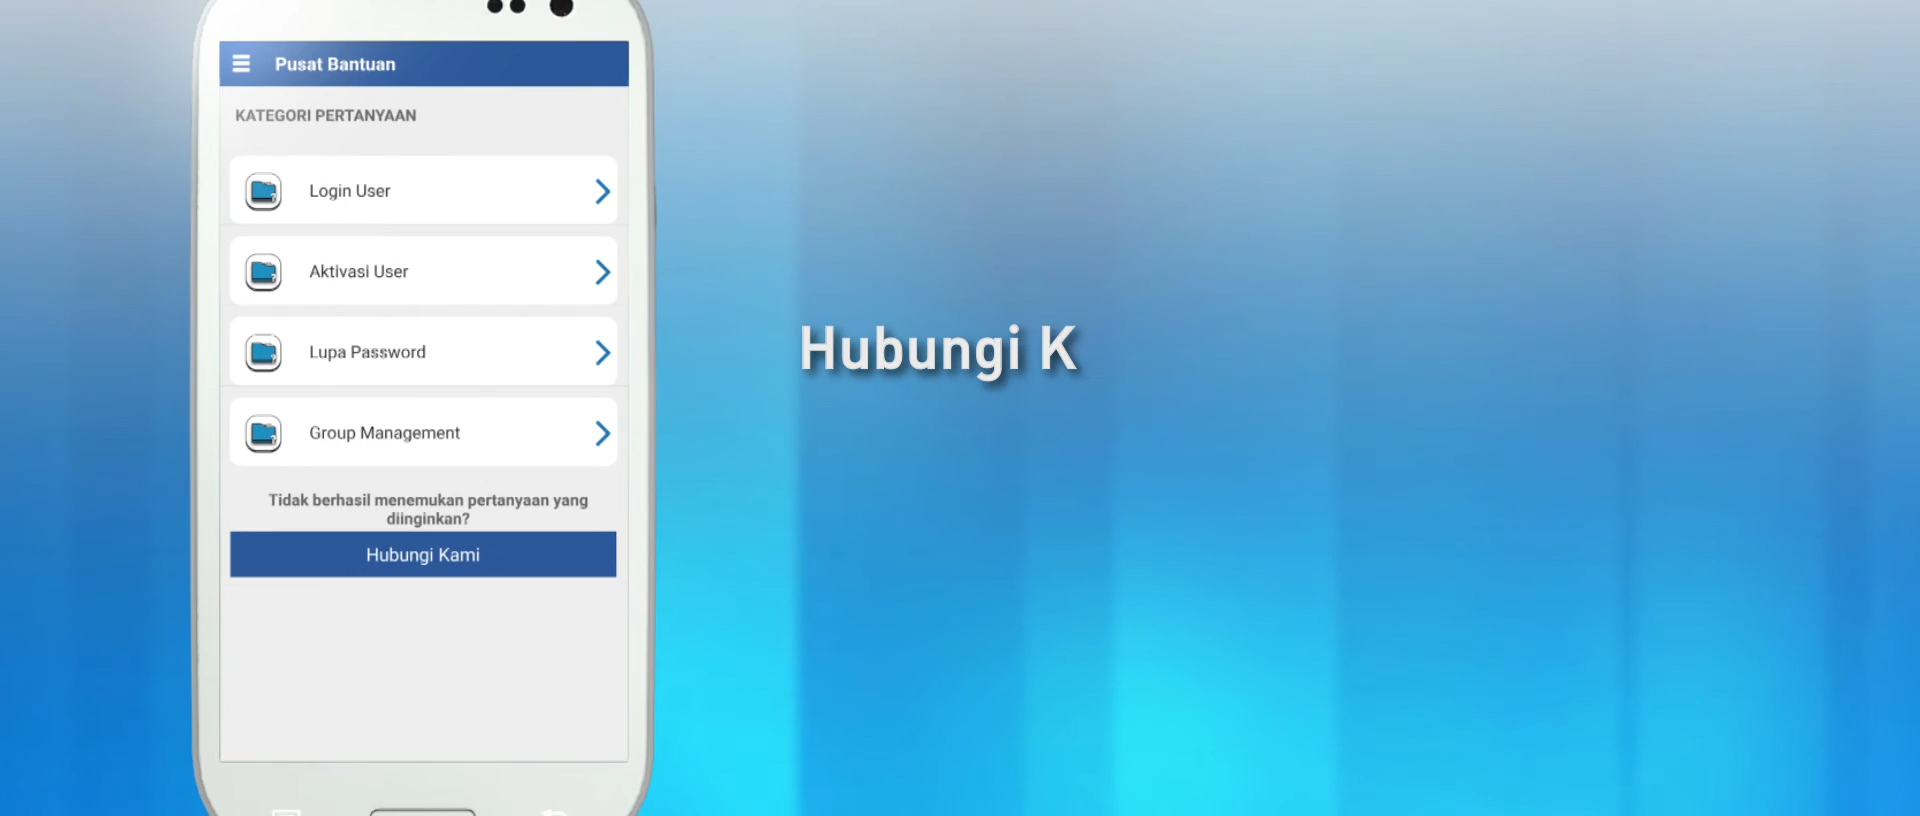 Pusat Bantuan
KATEGORI PERTANYAAN
Login User
Aktivasi User
Lupa Password
Group Management
Tidak berhasil menemukan pertanyaan yang
diinginkan?
Hubungi Kami
Hubungi K